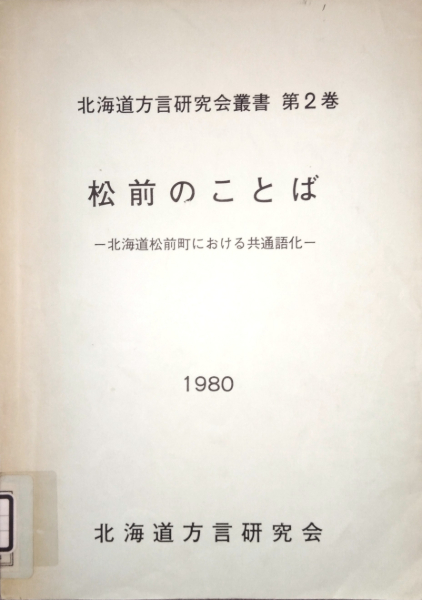 北海道方言研究会叢書 第2巻
松前のことば
ー北海道松前町における共通語化ー
1980
北海道方言研究会